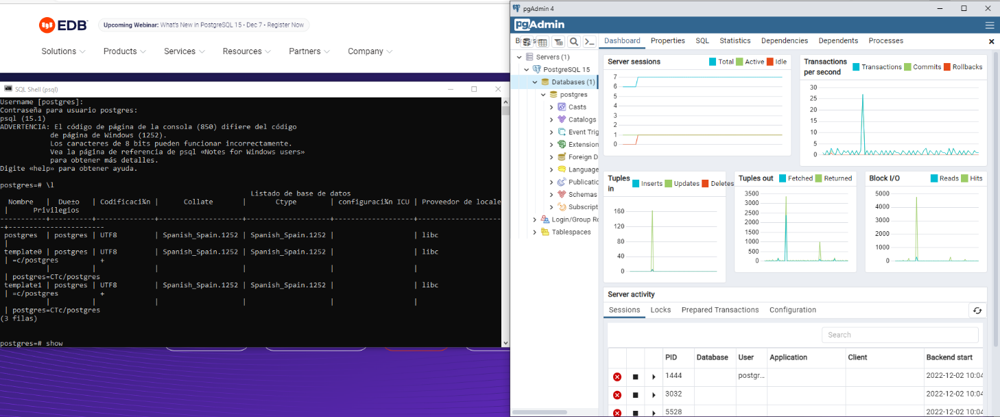 EDB
Upcoming Webinar: What's New in PostgreSQL 15 • Dec 7 • Register Now
Solutions
Products
Services
Resources
Partners
Company
SQL Shell (psql)
Username [postgres]:
Contraseña para usuario postgres:
psql (15.1)
ADVERTENCIA: El código de página de la consola (850) difiere del código
de página de Windows (1252).
Los caracteres de 8 bits pueden funcionar incorrectamente.
Vea la página de referencia de psql «Notes for Windows users»
para obtener más detalles.
Digite «help» para obtener ayuda.
postgres=# \l
Listado de base de datos
Nombre | Due±o | Codificaci¾n | Collate | Ctype | configuraci¾n ICU | Proveedor de locale
| Privilegios
-----------+----------+--------------+--------------------+--------------------+-------------------+--------------------
-+-----------------------
postgres | postgres | UTF8 | Spanish_Spain.1252 | Spanish_Spain.1252 | | libc
|
template0 | postgres | UTF8 | Spanish_Spain.1252 | Spanish_Spain.1252 | | libc
| =c/postgres +
| | | | | |
| postgres=CTc/postgres
template1 | postgres | UTF8 | Spanish_Spain.1252 | Spanish_Spain.1252 | | libc
| =c/postgres +
| | | | | |
| postgres=CTc/postgres
(3 filas)
postgres=# show
pgAdmin 4
pgAdmin
Dashboard Properties SQL Statistics Dependencies Dependents Processes
Servers (1)
PostgreSQL 15
Databases (1)
postgres
Casts
Catalogs
Event Trig
Extension
Foreign D
Language
Publicatio
Schemas
Subscript
Login/Group Ro
Tablespaces
Server sessions
Total Active Idle
7
6
5
4
3
2
1
0
Transactions per second
Transactions Commits Rollbacks
30
25
20
15
10
5
0
Tuples in
Inserts Updates Deletes
160
120
80
40
0
Tuples out
Fetched Returned
3500
3000
2500
2000
1500
1000
500
0
Block I/O
Reads Hits
5000
4000
3000
2000
1000
0
Server activity
Sessions Locks Prepared Transactions Configuration
Search
PID Database User Application Client Backend start
1444 postgr... 2022-12-02 10:04
3032 2022-12-02 10:04
5528 2022-12-02 10:04